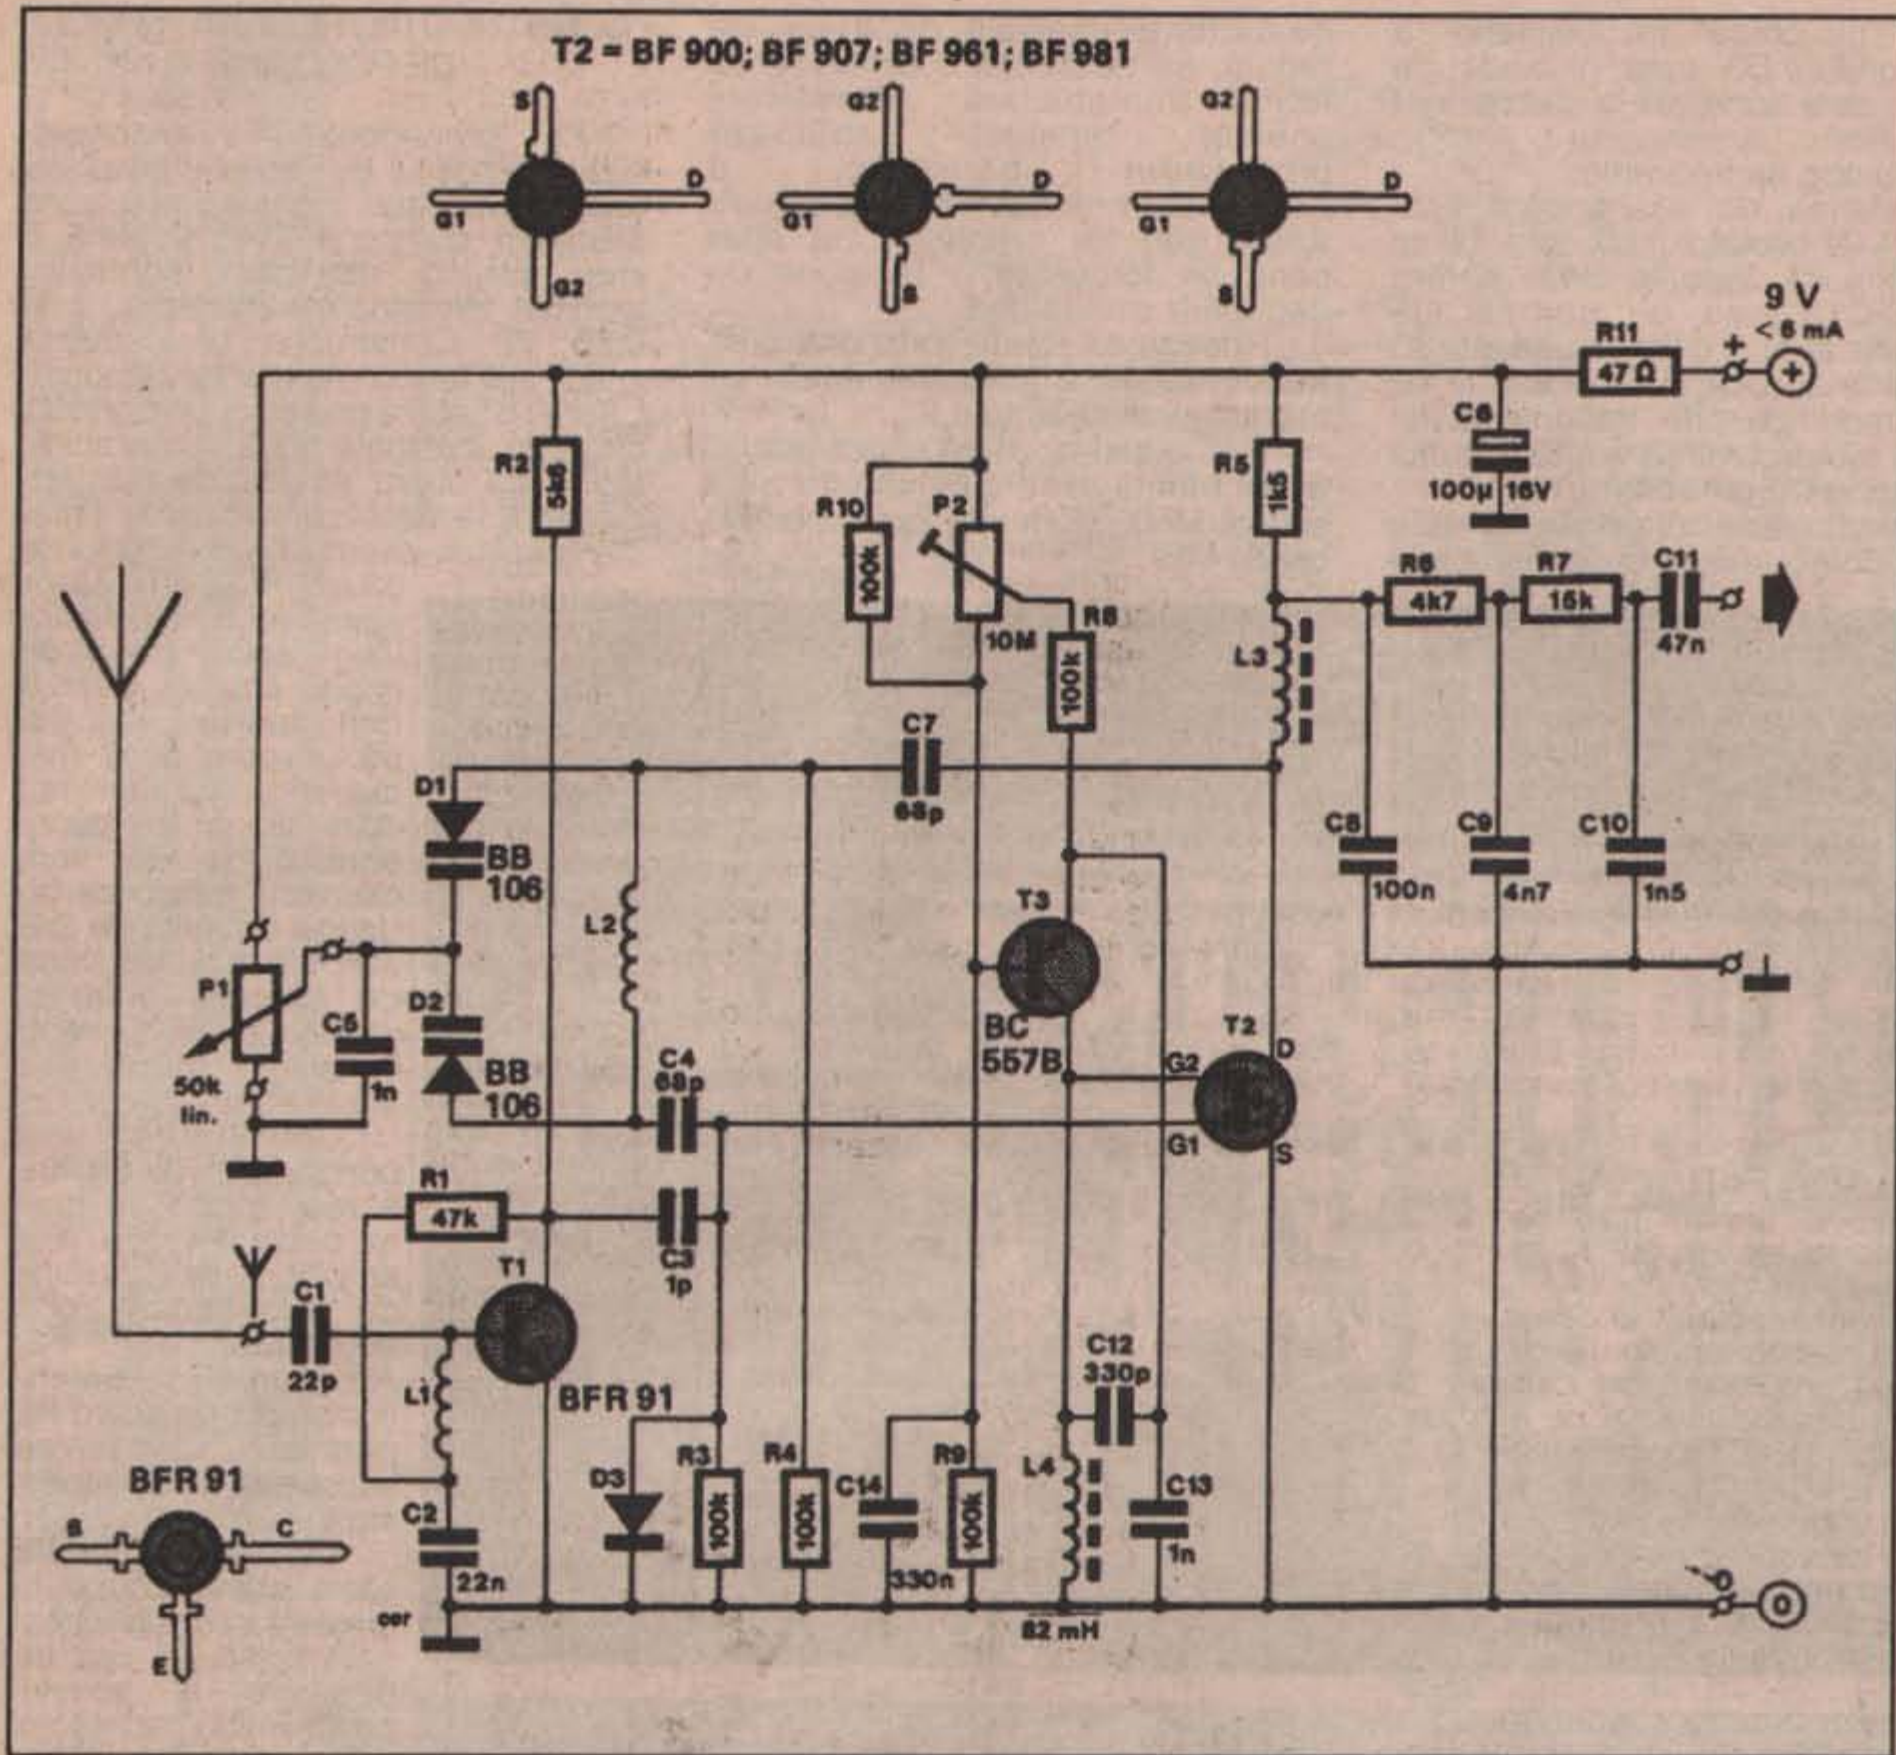 T2 = BF 900; BF 907; BF 961; BF 981
S
G1
D
G2
G2
G1
D
S
G2
G1
D
S
9 V
< 6 mA
+
R11
47 Ω
+
C6
100µ 16V
R2
5k6
R10
100k
P2
10M
R8
100k
R5
1k5
R6
4k7
R7
15k
C11
47n
L3
C7
68p
D1
BB
106
L2
C8
100n
C9
4n7
C10
1n5
T3
BC
557B
P1
50k
lin.
C5
1n
D2
BB
106
C4
68p
T2
D
G2
G1
S
R1
47k
C3
1p
T1
BFR 91
C1
22p
L1
C2
22n
cer
D3
R3
100k
R4
100k
C14
330n
R9
100k
L4
82 mH
C12
330p
C13
1n
0
0
BFR 91
B
C
E